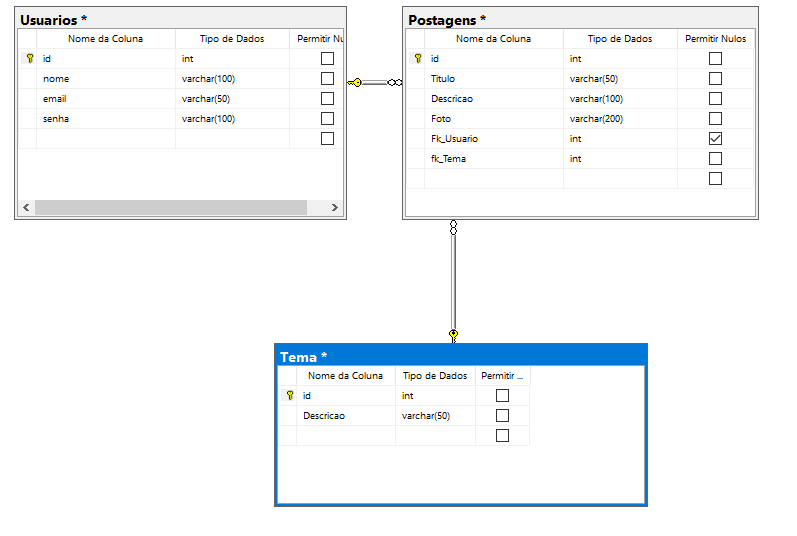 Usuarios *
Nome da Coluna Tipo de Dados Permitir Nu
id int
nome varchar(100)
email varchar(50)
senha varchar(100)
Postagens *
Nome da Coluna Tipo de Dados Permitir Nulos
id int
Titulo varchar(50)
Descricao varchar(100)
Foto varchar(200)
Fk_Usuario int
fk_Tema int
Tema *
Nome da Coluna Tipo de Dados Permitir ...
id int
Descricao varchar(50)